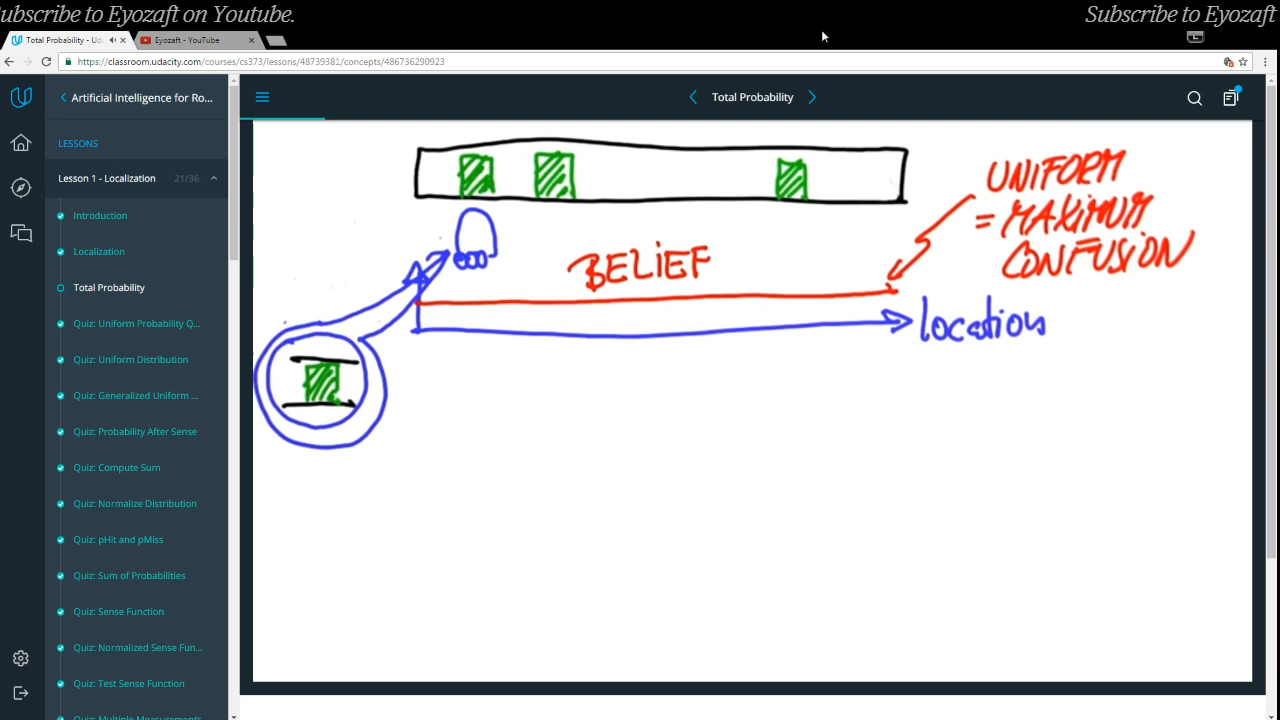 ubscribe to Eyozaft on Youtube.
Subscribe to Eyozaft
Total Probability - Ud
Eyozaft - YouTube
https://classroom.udacity.com/courses/cs373/lessons/48739381/concepts/486736290923
Artificial Intelligence for Ro...
Total Probability
LESSONS
Lesson 1 - Localization 21/36
Introduction
Localization
Total Probability
Quiz: Uniform Probability Q...
Quiz: Uniform Distribution
Quiz: Generalized Uniform ...
Quiz: Probability After Sense
Quiz: Compute Sum
Quiz: Normalize Distribution
Quiz: pHit and pMiss
Quiz: Sum of Probabilities
Quiz: Sense Function
Quiz: Normalized Sense Fun...
Quiz: Test Sense Function
Quiz: Multiple Measurements
UNIFORM
= MAXIMUM
CONFUSION
BELIEF
location